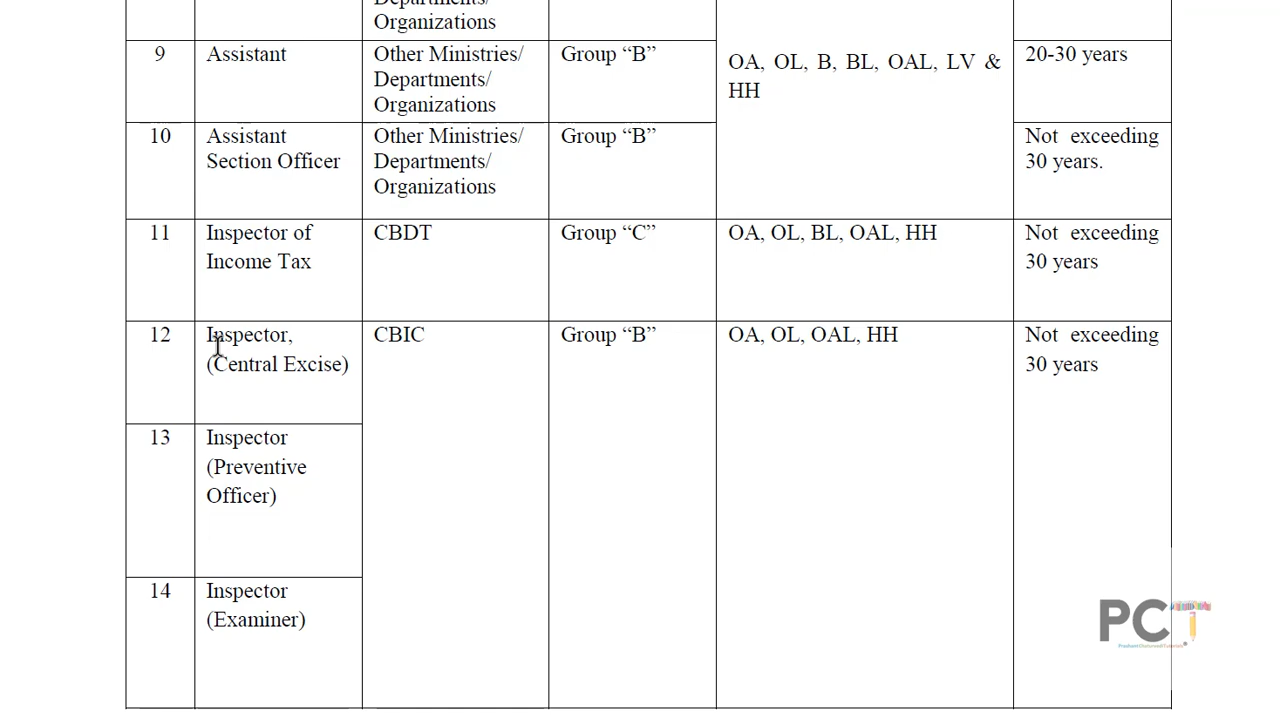 Departments/
Organizations
9 Assistant Other Ministries/ Group “B” OA, OL, B, BL, OAL, LV & 20-30 years
Departments/ HH
Organizations
10 Assistant Other Ministries/ Group “B” Not exceeding
Section Officer Departments/ 30 years.
Organizations
11 Inspector of CBDT Group “C” OA, OL, BL, OAL, HH Not exceeding
Income Tax 30 years
12 Inspector, CBIC Group “B” OA, OL, OAL, HH Not exceeding
(Central Excise) 30 years
13 Inspector
(Preventive
Officer)
14 Inspector
(Examiner)
PCT